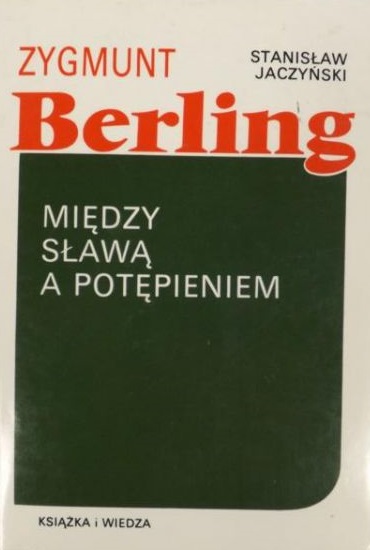 ZYGMUNT
STANISŁAW
JACZYŃSKI
Berling
MIĘDZY
SŁAWĄ
A POTĘPIENIEM
KSIĄŻKA i WIEDZA